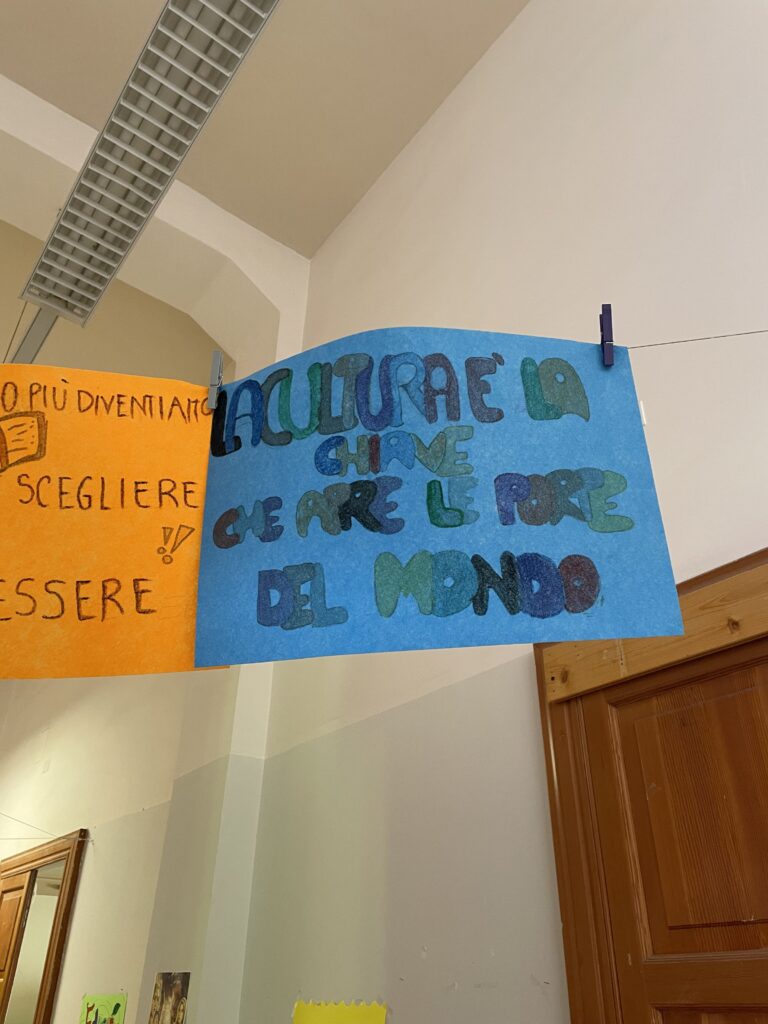 O PIÙ DIVENTIAMO
SCEGLIERE
!!
ESSERE
LA CULTURA E' LA
CHIAVE
CHE APRE LE PORTE
DEL MONDO